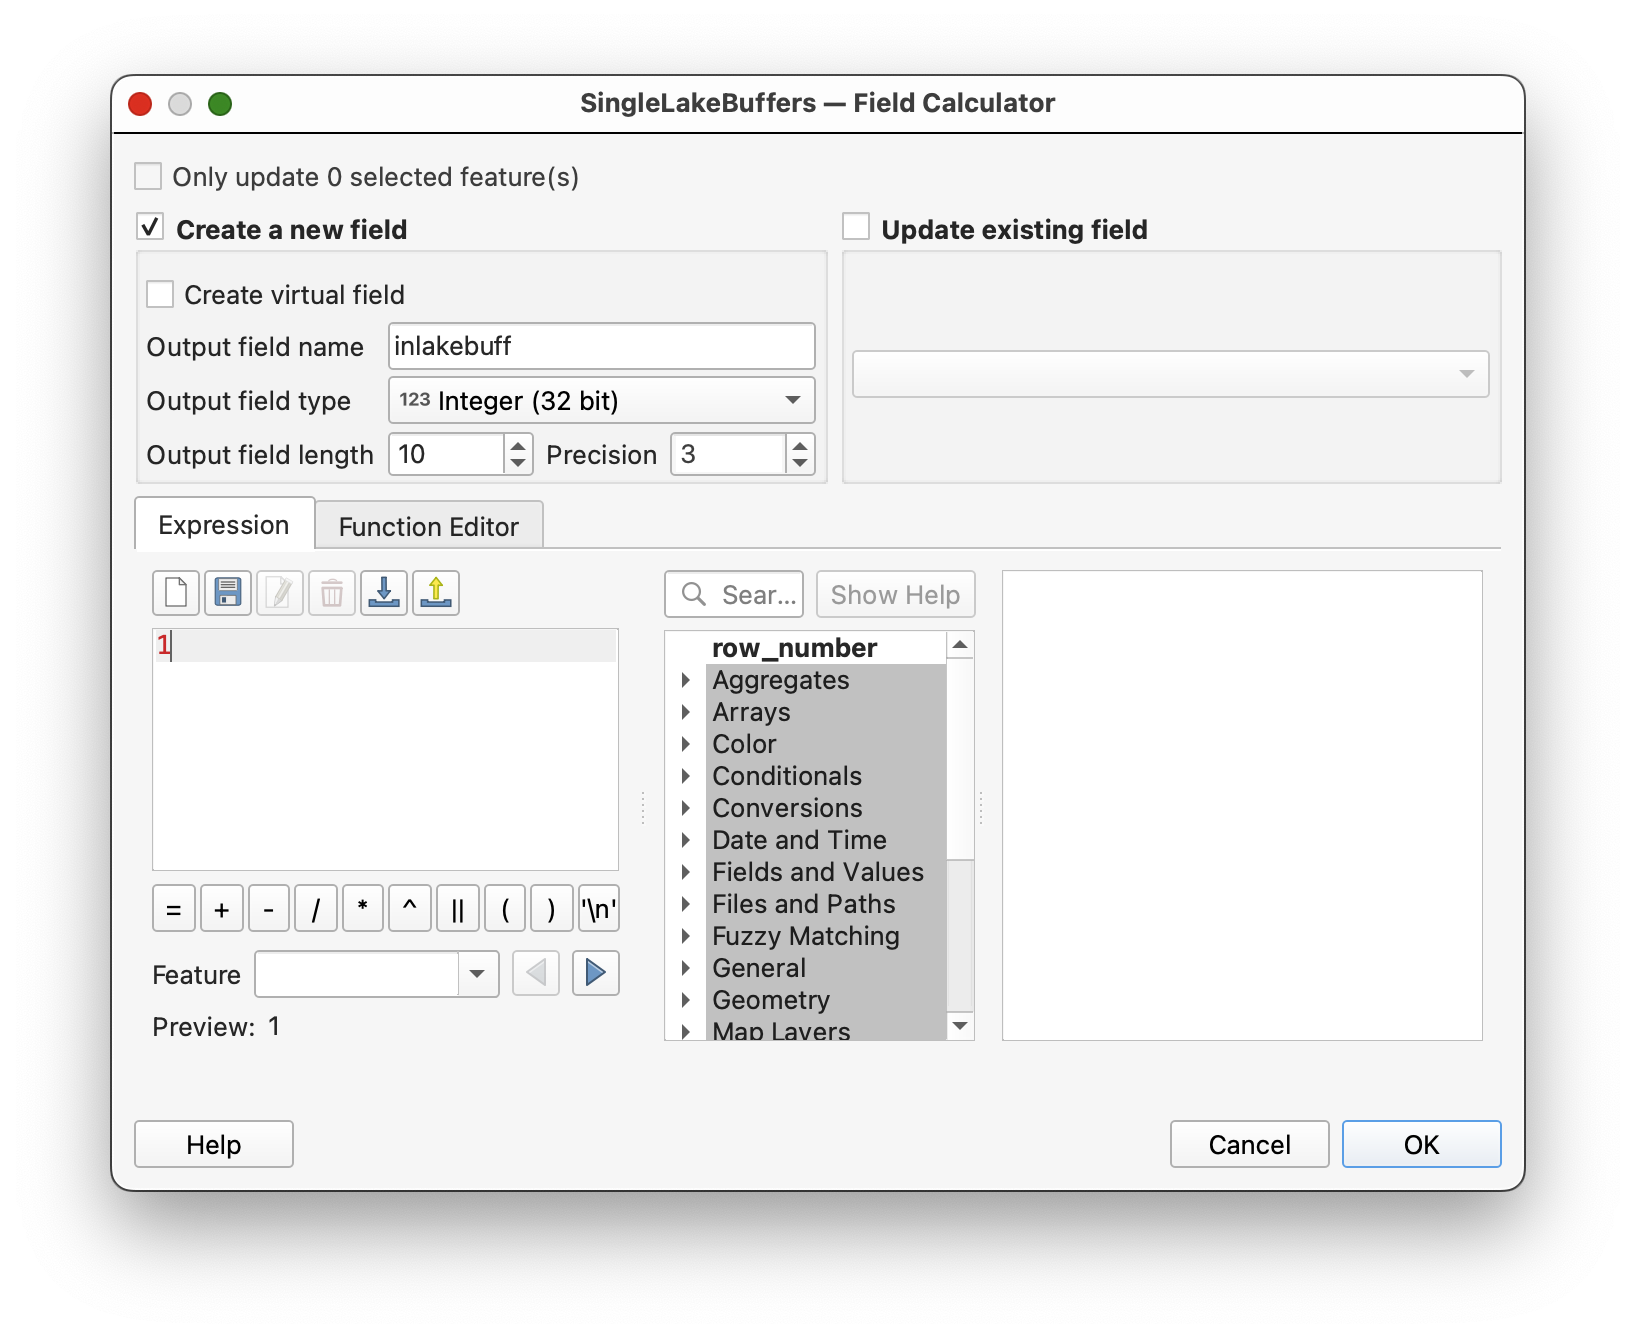 SingleLakeBuffers — Field Calculator
Only update 0 selected feature(s)
Create a new field
Update existing field
Create virtual field
Output field name inlakebuff
Output field type 123 Integer (32 bit)
Output field length 10 Precision 3
Expression Function Editor
Sear... Show Help
1
row_number
Aggregates
Arrays
Color
Conditionals
Conversions
Date and Time
Fields and Values
Files and Paths
Fuzzy Matching
General
Geometry
Map Layers
= + - / * ^ || ( ) '\n'
Feature
Preview: 1
Help Cancel OK